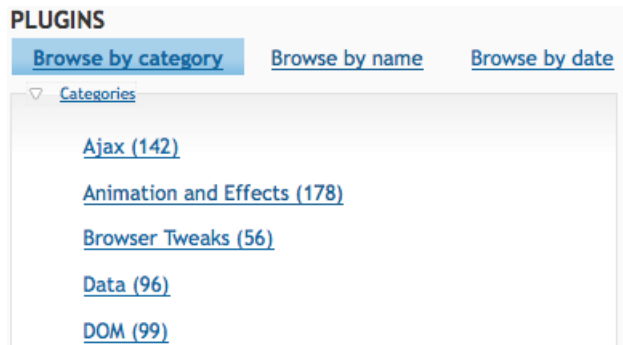 PLUGINS
Browse by category Browse by name Browse by date
Categories
Ajax (142)
Animation and Effects (178)
Browser Tweaks (56)
Data (96)
DOM (99)